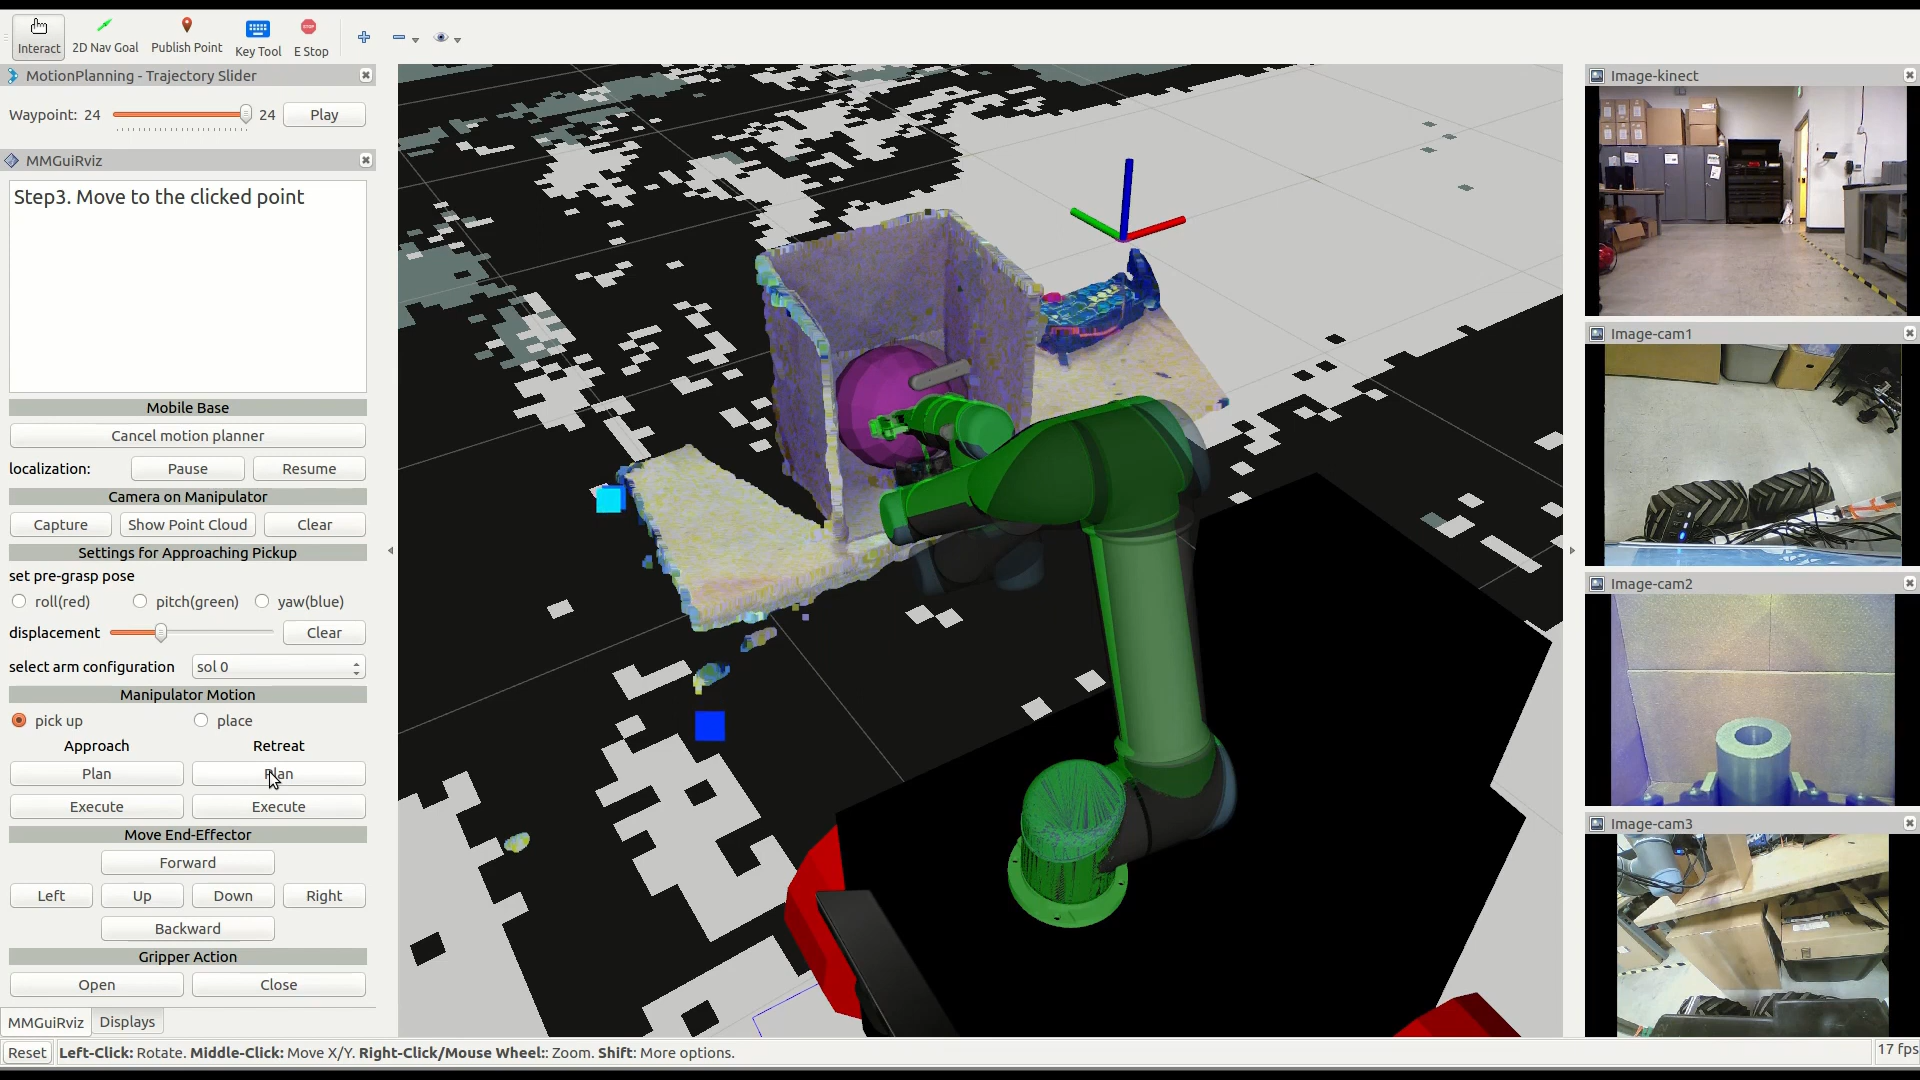 Interact
2D Nav Goal
Publish Point
Key Tool
E Stop
MotionPlanning - Trajectory Slider
Waypoint: 24
24
Play
MMGuiRviz
Step3. Move to the clicked point
Mobile Base
Cancel motion planner
localization:
Pause
Resume
Camera on Manipulator
Capture
Show Point Cloud
Clear
Settings for Approaching Pickup
set pre-grasp pose
roll(red)
pitch(green)
yaw(blue)
displacement
Clear
select arm configuration
sol 0
Manipulator Motion
pick up
place
Approach
Retreat
Plan
Plan
Execute
Execute
Move End-Effector
Forward
Left
Up
Down
Right
Backward
Gripper Action
Open
Close
MMGuiRviz
Displays
Reset
Left-Click: Rotate. Middle-Click: Move X/Y. Right-Click/Mouse Wheel:: Zoom. Shift: More options.
Image-kinect
Image-cam1
Image-cam2
Image-cam3
17 fps